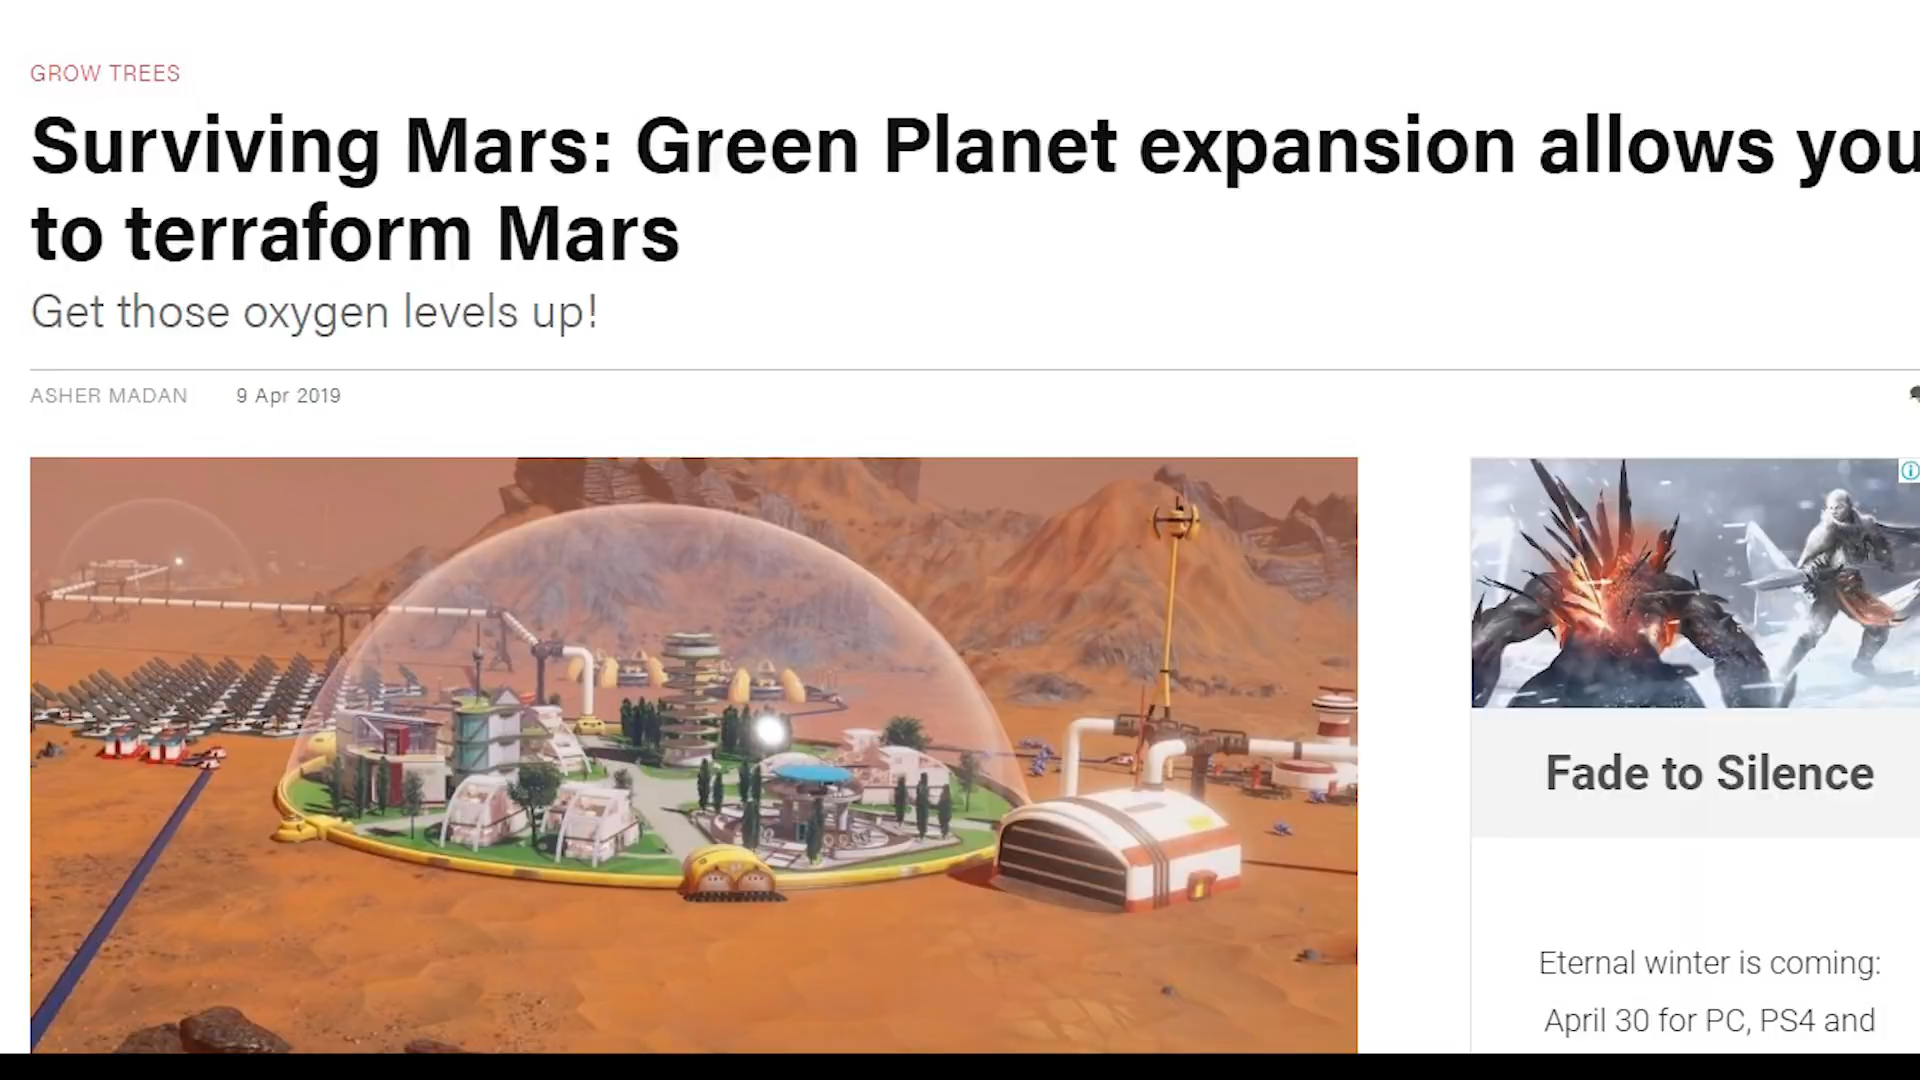 GROW TREES
Surviving Mars: Green Planet expansion allows you
to terraform Mars
Get those oxygen levels up!
ASHER MADAN 9 Apr 2019
Fade to Silence
Eternal winter is coming:
April 30 for PC, PS4 and